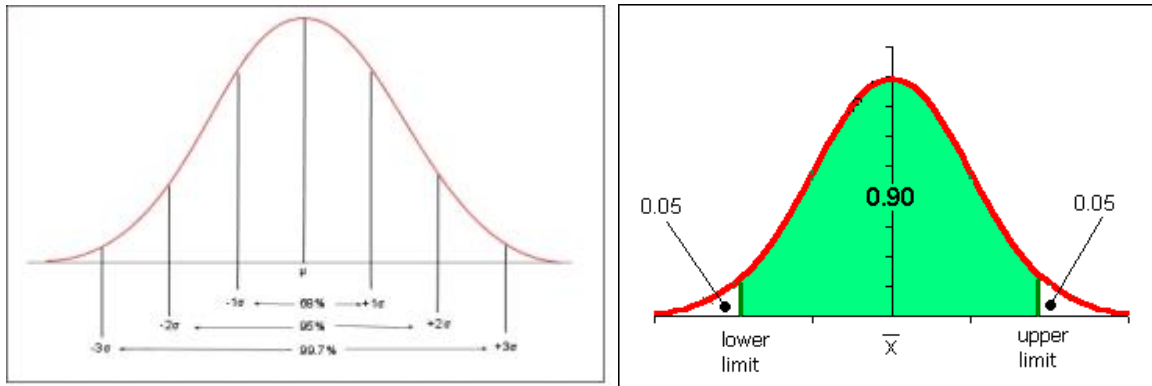 μ
-1σ 68% +1σ
-2σ 95% +2σ
-3σ 99.7% +3σ
0.90
0.05
0.05
lower
limit
x̅
upper
limit